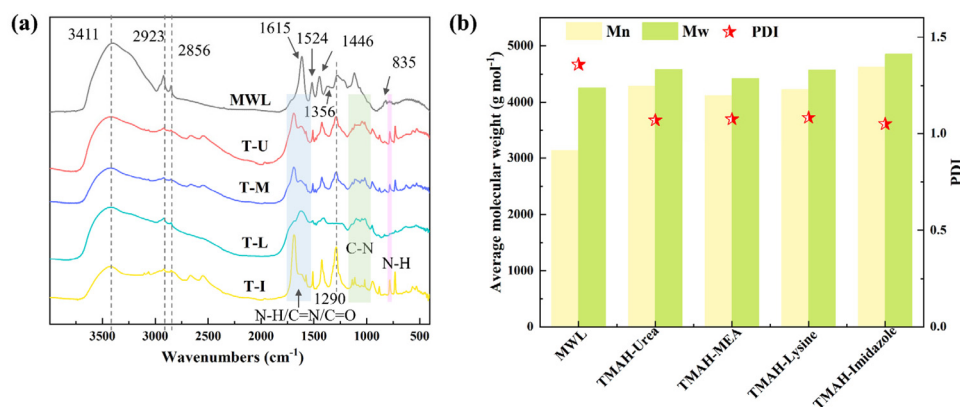 (a)
3411
2923
2856
1615
1524
1446
835
1356
MWL
T-U
T-M
T-L
T-I
C-N
N-H
1290
N-H/C=N/C=O
3500 3000 2500 2000 1500 1000 500
Wavenumbers (cm-1)
(b)
Mn Mw PDI
5000
4000
3000
2000
1000
0
Average molecular weight (g mol-1)
1.5
1.0
0.5
0.0
PDI
MWL
TMAH-Urea
TMAH-MEA
TMAH-Lysine
TMAH-Imidazole